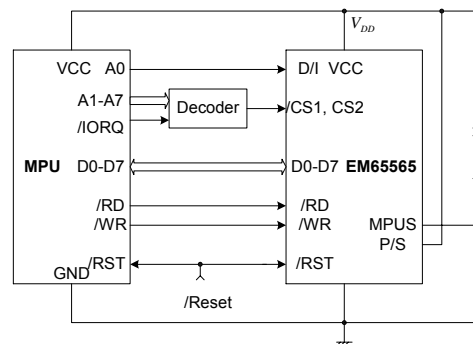 V_DD
VCC A0
D/I VCC
A1-A7
Decoder
/CS1, CS2
/IORQ
MPU
D0-D7
D0-D7
EM65565
/RD
/RD
/WR
/WR
MPUS
P/S
/RST
/RST
GND
/Reset